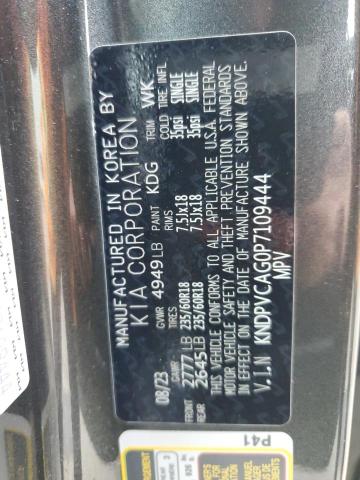 MANUFACTURED IN KOREA BY
KIA CORPORATION
08/23 GVWR 4949LB PAINT KDG TRIM WK
GAWR TIRES RIMS COLD TIRE INFL
2777LB 235/60R18 7.5Jx18 35psi SINGLE
REAR 2645LB 235/60R18 7.5Jx18 35psi SINGLE
THIS VEHICLE CONFORMS TO ALL APPLICABLE U.S.A. FEDERAL
MOTOR VEHICLE SAFETY AND THEFT PREVENTION STANDARDS
IN EFFECT ON THE DATE OF MANUFACTURE SHOWN ABOVE.
V.I.N KNDPVCAG0P7109444
MPV
P41